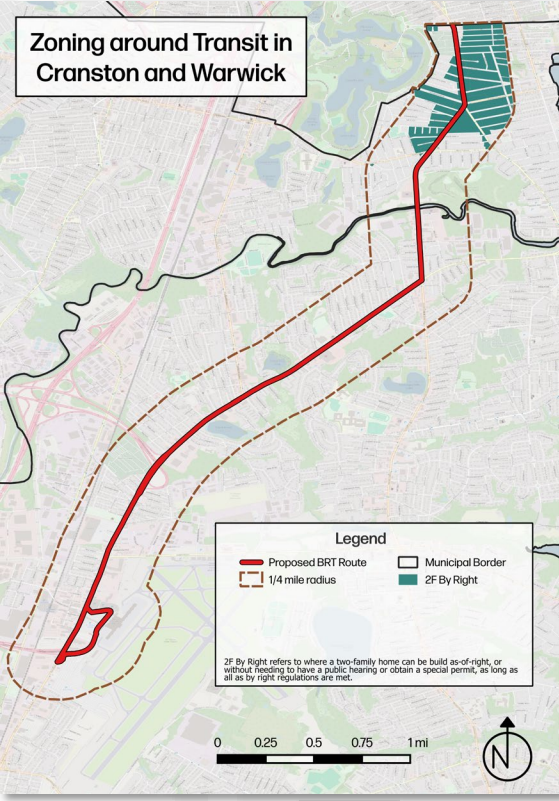 Zoning around Transit in
Cranston and Warwick
Legend
Proposed BRT Route
Municipal Border
1/4 mile radius
2F By Right
2F By Right refers to where a two-family home can be build as-of-right, or
without needing to have a public hearing or obtain a special permit, as long as
all as by right regulations are met.
0 0.25 0.5 0.75 1 mi
N